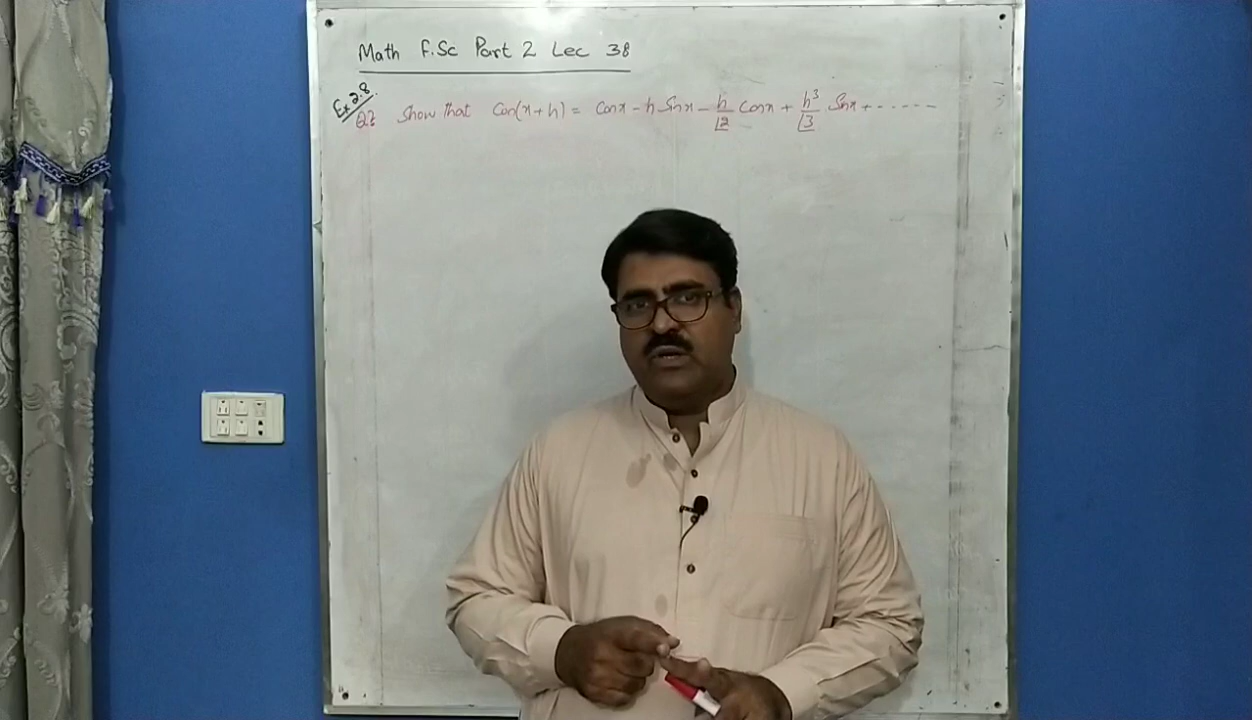 Math F.Sc Part 2 Lec 38
Ex 2.8
Q2 Show that Cos(x+h) = Cosx - h Sinx - h/⌊2 Cosx + h³/⌊3 Sinx + ------